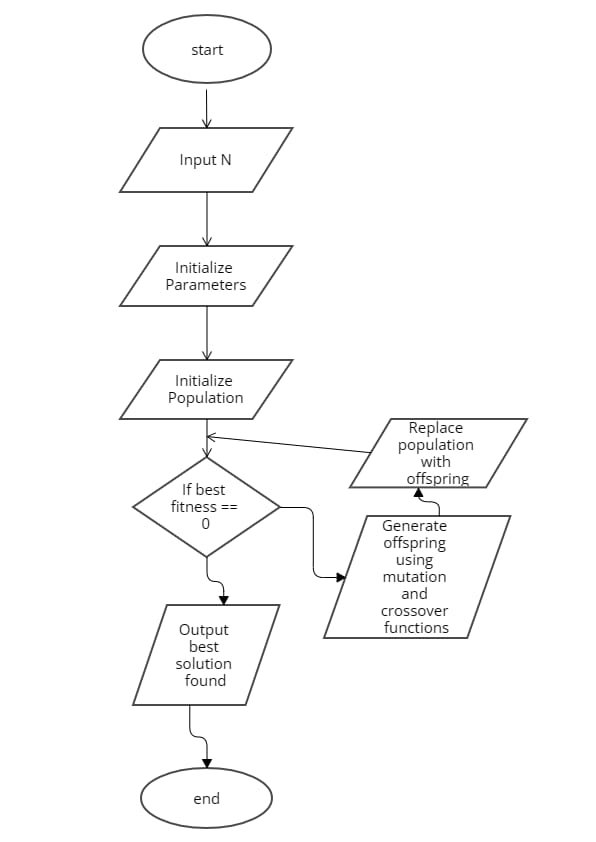 start
Input N
Initialize
Parameters
Initialize
Population
If best
fitness ==
0
Replace
population
with
offspring
Generate
offspring
using
mutation
and
crossover
functions
Output
best
solution
found
end